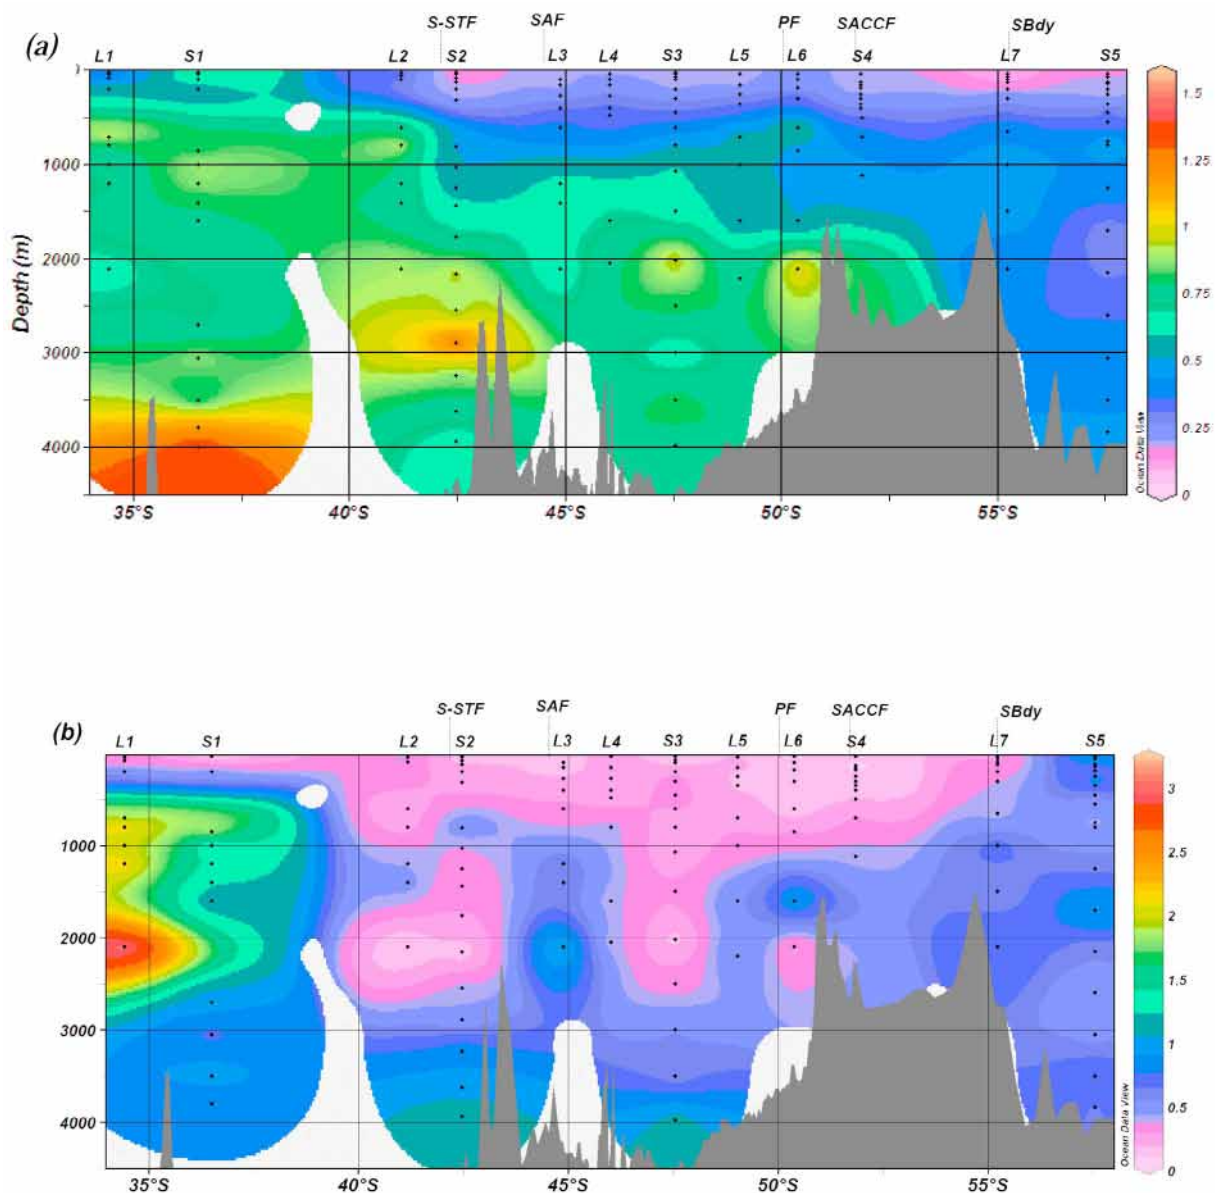 (a)
S-STF SAF PF SACCF SBdy
L1 S1 L2 S2 L3 L4 S3 L5 L6 S4 L7 S5
1000
2000
3000
4000
Depth (m)
35°S 40°S 45°S 50°S 55°S
1.5
1.25
1
0.75
0.5
0.25
0
Ocean Data View
(b)
S-STF SAF PF SACCF SBdy
L1 S1 L2 S2 L3 L4 S3 L5 L6 S4 L7 S5
1000
2000
3000
4000
35°S 40°S 45°S 50°S 55°S
3
2.5
2
1.5
1
0.5
0
Ocean Data View